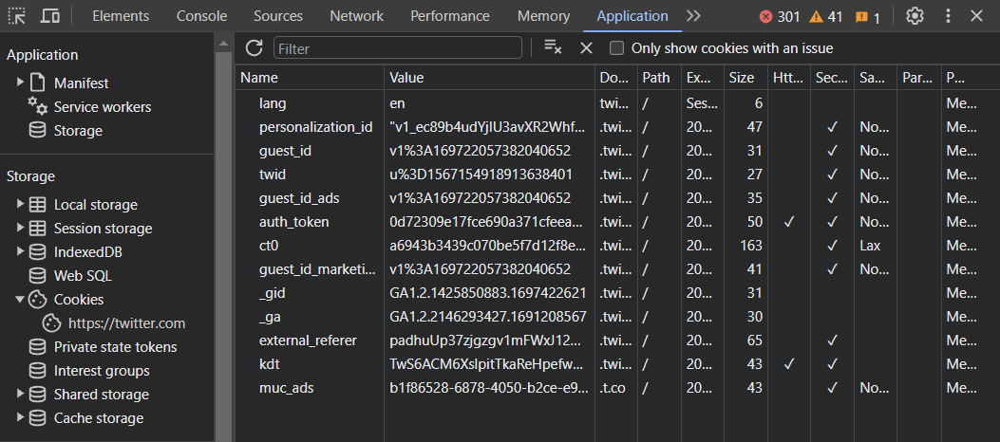 Elements Console Sources Network Performance Memory Application 301 41 1
Application
Manifest
Service workers
Storage
Storage
Local storage
Session storage
IndexedDB
Web SQL
Cookies
https://twitter.com
Private state tokens
Interest groups
Shared storage
Cache storage
Filter Only show cookies with an issue
Name Value Do... Path Ex... Size Htt... Sec... Sa... Par... P...
lang en twi... / Ses... 6 Me...
personalization_id "v1_ec89b4udYjIU3avXR2Whf... .twi... / 20... 47 ✓ No... Me...
guest_id v1%3A169722057382040652 .twi... / 20... 31 ✓ No... Me...
twid u%3D1567154918913638401 .twi... / 20... 27 ✓ No... Me...
guest_id_ads v1%3A169722057382040652 .twi... / 20... 35 ✓ No... Me...
auth_token 0d72309e17fce690a371cfeea... .twi... / 20... 50 ✓ ✓ No... Me...
ct0 a6943b3439c070be5f7d12f8e... .twi... / 20... 163 ✓ Lax Me...
guest_id_marketi... v1%3A169722057382040652 .twi... / 20... 41 ✓ No... Me...
_gid GA1.2.1425850883.1697422621 .twi... / 20... 31 Me...
_ga GA1.2.2146293427.1691208567 .twi... / 20... 30 Me...
external_referer padhuUp37zjgzgv1mFWxJ12... .twi... / 20... 65 ✓ Me...
kdt TwS6ACM6XsIpitTkaReHpefw... .twi... / 20... 43 ✓ ✓ Me...
muc_ads b1f86528-6878-4050-b2ce-e9... .t.co / 20... 43 ✓ No... Me...